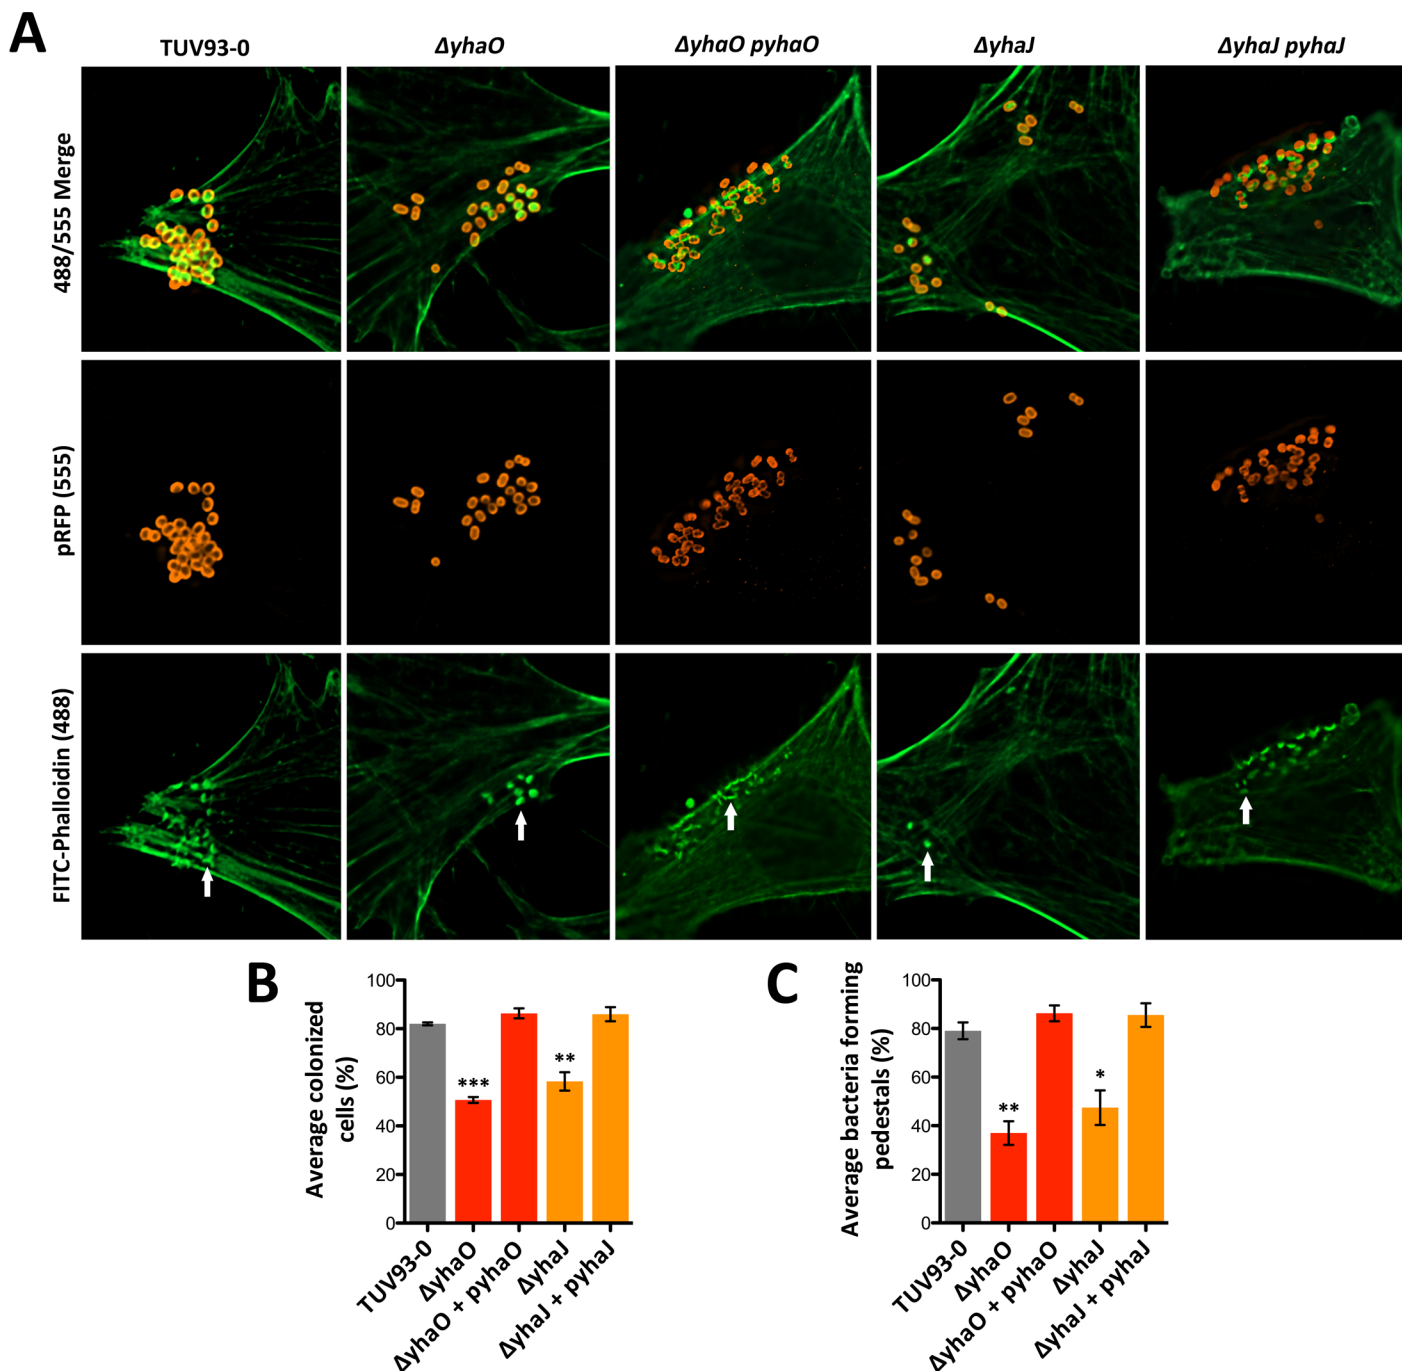 A
TUV93-0
ΔyhaO
ΔyhaO pyhaO
ΔyhaJ
ΔyhaJ pyhaJ
488/555 Merge
pRFP (555)
FITC-Phalloidin (488)
B
Average colonized
cells (%)
100
80
60
40
20
0
***
**
TUV93-0
ΔyhaO
ΔyhaO + pyhaO
ΔyhaJ
ΔyhaJ + pyhaJ
C
Average bacteria forming
pedestals (%)
100
80
60
40
20
0
**
*
TUV93-0
ΔyhaO
ΔyhaO + pyhaO
ΔyhaJ
ΔyhaJ + pyhaJ